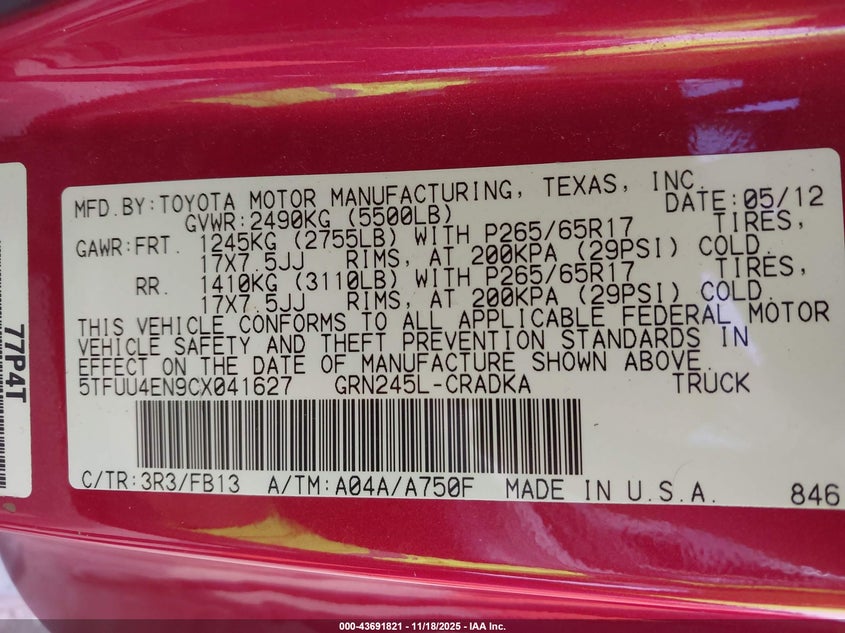 MFD.BY:TOYOTA MOTOR MANUFACTURING, TEXAS, INC.
GVWR:2490KG (5500LB) DATE:05/12
GAWR:FRT. 1245KG (2755LB) WITH P265/65R17 TIRES,
17X7.5JJ RIMS, AT 200KPA (29PSI) COLD.
RR. 1410KG (3110LB) WITH P265/65R17 TIRES,
17X7.5JJ RIMS, AT 200KPA (29PSI) COLD.
THIS VEHICLE CONFORMS TO ALL APPLICABLE FEDERAL MOTOR
VEHICLE SAFETY AND THEFT PREVENTION STANDARDS IN
EFFECT ON THE DATE OF MANUFACTURE SHOWN ABOVE.
5TFUU4EN9CX041627 GRN245L-CRADKA TRUCK
C/TR:3R3/FB13 A/TM:A04A/A750F MADE IN U.S.A. 846
77P4T
000-43691821 - 11/18/2025 - IAA Inc.